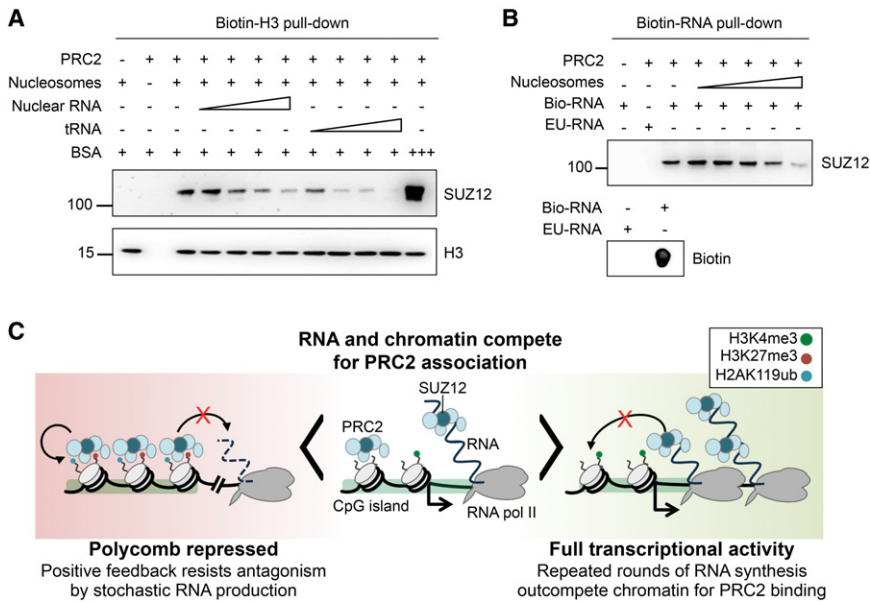 A
Biotin-H3 pull-down
PRC2 - + + + + + + + + + + +
Nucleosomes + - + + + + + + + + + +
Nuclear RNA - - - - - - - -
tRNA - - - - - - - -
BSA + + + + + + + + + + + +++
100 SUZ12
15 H3
B
Biotin-RNA pull-down
PRC2 - + + + + + + +
Nucleosomes - - -
Bio-RNA + - + + + + + +
EU-RNA - + - - - - - -
100 SUZ12
Bio-RNA - +
EU-RNA + -
Biotin
C
RNA and chromatin compete
for PRC2 association
H3K4me3
H3K27me3
H2AK119ub
SUZ12
PRC2
RNA
CpG island
RNA pol II
Polycomb repressed
Positive feedback resists antagonism
by stochastic RNA production
Full transcriptional activity
Repeated rounds of RNA synthesis
outcompete chromatin for PRC2 binding